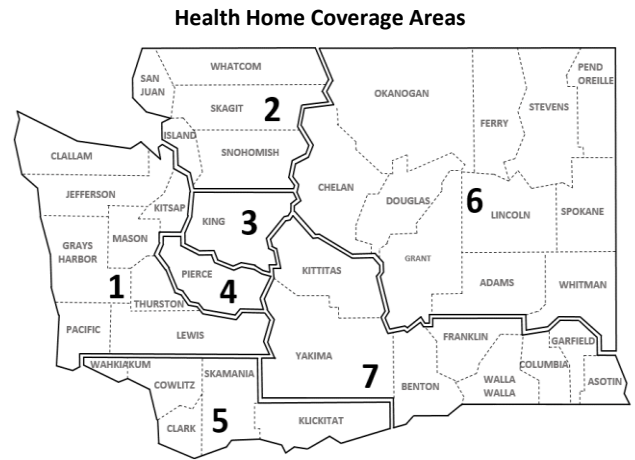 Health Home Coverage Areas
WHATCOM
SAN
JUAN
SKAGIT
2
ISLAND
SNOHOMISH
OKANOGAN
FERRY
STEVENS
PEND
OREILLE
CLALLAM
JEFFERSON
KITSAP
KING
3
CHELAN
DOUGLAS
6
LINCOLN
SPOKANE
GRAYS
HARBOR
MASON
1
PIERCE
4
THURSTON
KITTITAS
GRANT
ADAMS
WHITMAN
PACIFIC
LEWIS
YAKIMA
7
FRANKLIN
GARFIELD
COLUMBIA
BENTON
WALLA
WALLA
ASOTIN
WAHKIAKUM
COWLITZ
SKAMANIA
CLARK
5
KLICKITAT